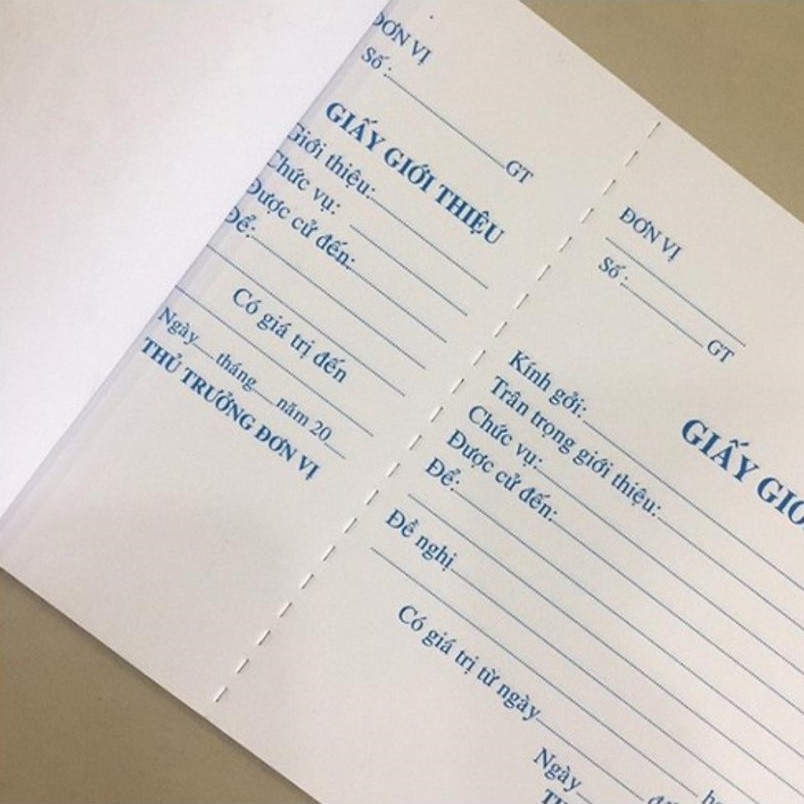 ĐƠN VỊ
Số:
GT
GIẤY GIỚI THIỆU
Giới thiệu:
Chức vụ:
Được cử đến:
Để:
Có giá trị đến
Ngày tháng năm 20
THỦ TRƯỞNG ĐƠN VỊ
ĐƠN VỊ
Số:
GT
GIẤY GIỚ
Kính gởi:
Trân trọng giới thiệu:
Chức vụ:
Được cử đến:
Để:
Đề nghị
Có giá trị từ ngày
Ngày